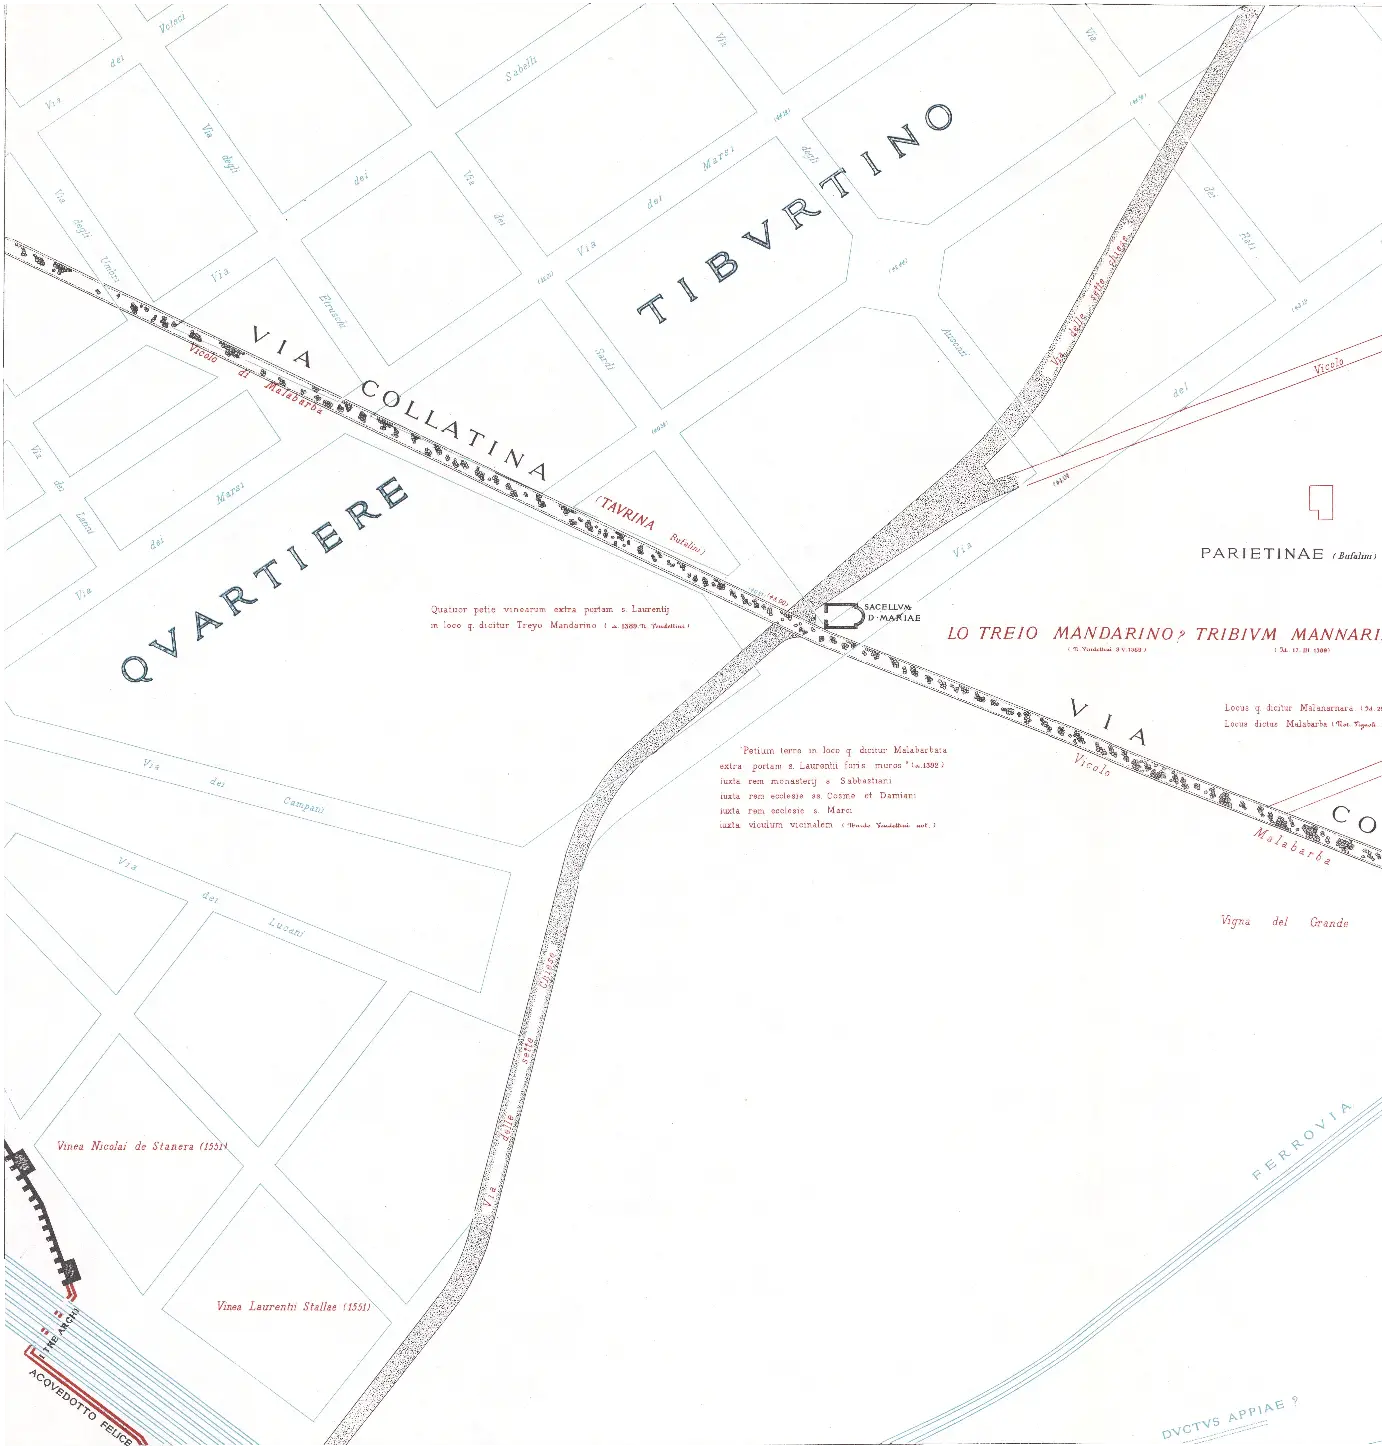 Via dei Volsci
Via degli Etruschi
Via degli Umbri
Via dei Sabelli
Via dei Sardi
Via dei Marsi
Via degli Ausonii
Via dei Reti
QVARTIERE TIBVRTINO
VIA COLLATINA
Vicolo di Malabarba
(TAVRINA Bufalini)
Via delle sette chiese
Vicolo
Via dei
PARIETINAE (Bufalini)
Via dei Marsi
Via dei Latini
SACELLVM
D·MARIAE
Quatuor petie vinearum extra portam s. Laurentij
in loco q. dicitur Treyo Mandarino (a. 1389 N. Vendettini)
LO TREIO MANDARINO? TRIBIVM MANNARI
Locus q. dicitur Malanarnara
Locus dictus Malabarba
"Petium terre in loco q dicitur Malabarbata
extra portam s. Laurentii foris muros" (a.1392)
iuxta rem monasterij s Sabbastiani
iuxta rem ecclesie ss. Cosme et Damiani
iuxta rem ecclesie s. Marci
iuxta viculum vicinalem (Nardo Vendettini not.)
VIA CO
Vicolo Malabarba
Vigna del Grande
Via dei Campani
Via dei Lucani
Via delle sette Chiese
Vinea Nicolai de Stanera (1551)
Vinea Laurentii Stallae (1551)
I TRE ARCHI
ACQVEDOTTO FELICE
FERROVIA
DVCTVS APPIAE ?